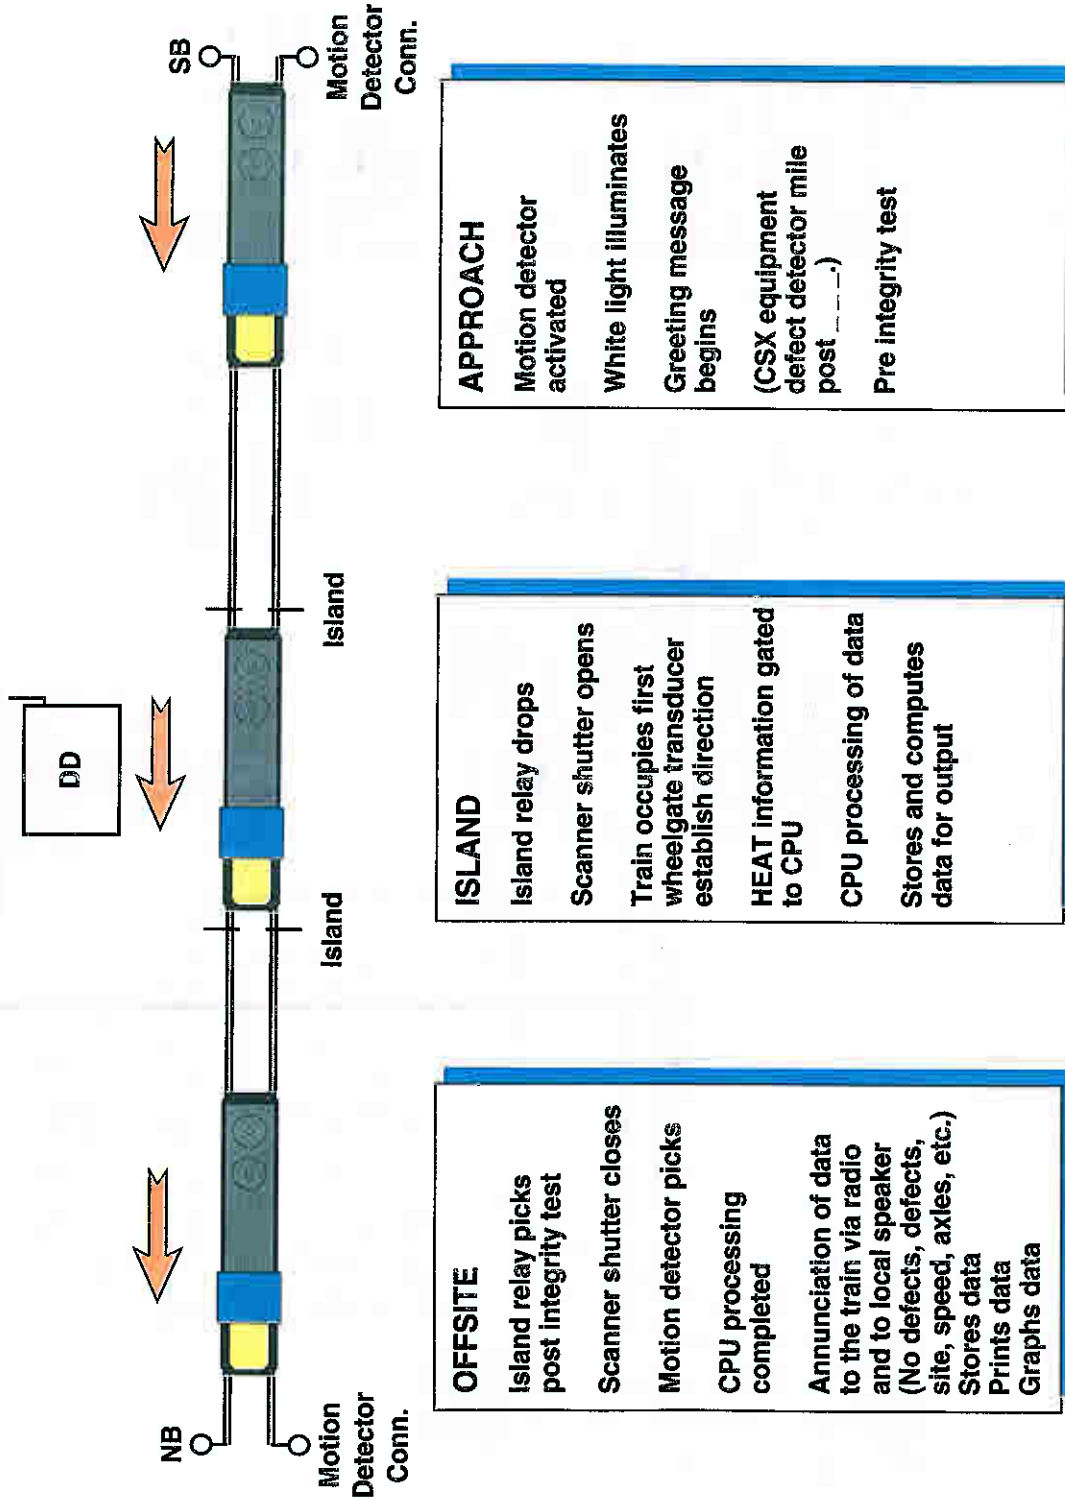 DD
NB
SB
Motion
Detector
Conn.
Island
Island
Motion
Detector
Conn.
OFFSITE
Island relay picks
post integrity test
Scanner shutter closes
Motion detector picks
CPU processing
completed
Annunciation of data
to the train via radio
and to local speaker
(No defects, defects,
site, speed, axles, etc.)
Stores data
Prints data
Graphs data
ISLAND
Island relay drops
Scanner shutter opens
Train occupies first
wheelgate transducer
establish direction
HEAT information gated
to CPU
CPU processing of data
Stores and computes
data for output
APPROACH
Motion detector
activated
White light illuminates
Greeting message
begins
(CSX equipment
defect detector mile
post _ _ _.)
Pre integrity test